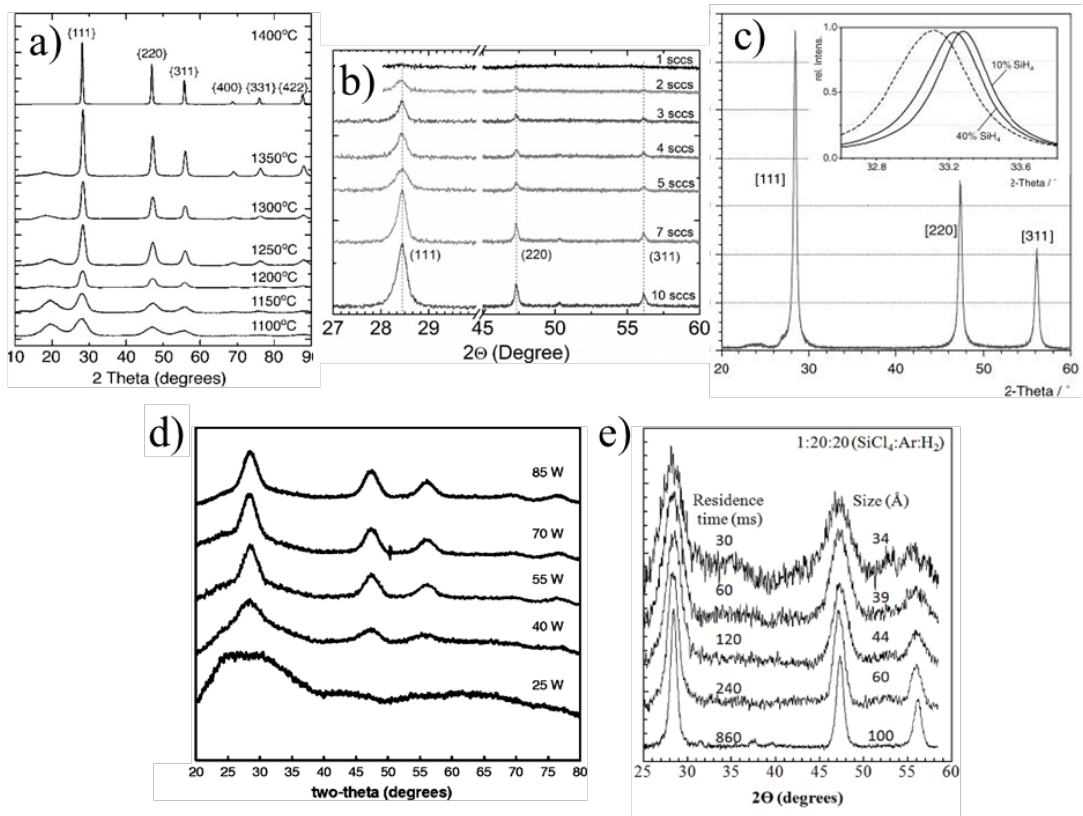 a)
1400°C
{111}
{220}
{311}
{400} {331} {422}
1350°C
1300°C
1250°C
1200°C
1150°C
1100°C
10 20 30 40 50 60 70 80 90
2 Theta (degrees)
b)
1 sccs
2 sccs
3 sccs
4 sccs
5 sccs
7 sccs
(111) (220) (311)
10 sccs
27 28 29 45 50 55 60
2Θ (Degree)
c)
1.0
rel. Intens.
0.5
0.0
10% SiH4
40% SiH4
32.8 33.2 33.6
2-Theta / °
[111]
[220]
[311]
20 30 40 50 60
2-Theta / °
d)
85 W
70 W
55 W
40 W
25 W
20 25 30 35 40 45 50 55 60 65 70 75 80
two-theta (degrees)
e)
1:20:20 (SiCl4:Ar:H2)
Residence
time (ms)
Size (Å)
30 34
60 39
120 44
240 60
860 100
25 30 35 40 45 50 55 60
2Θ (degrees)